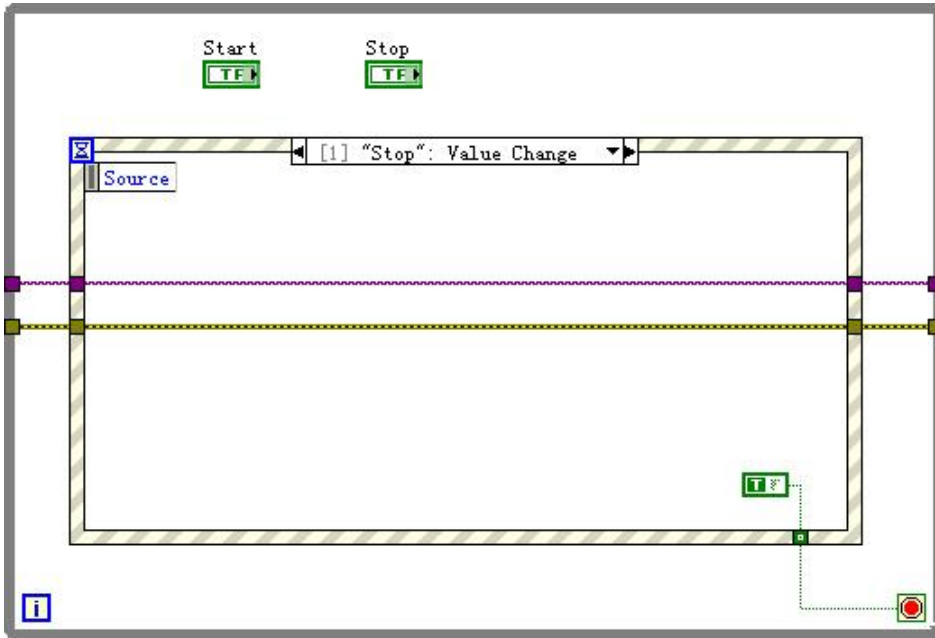 Start
Stop
TF
TF
[1] "Stop": Value Change
Source
T
i